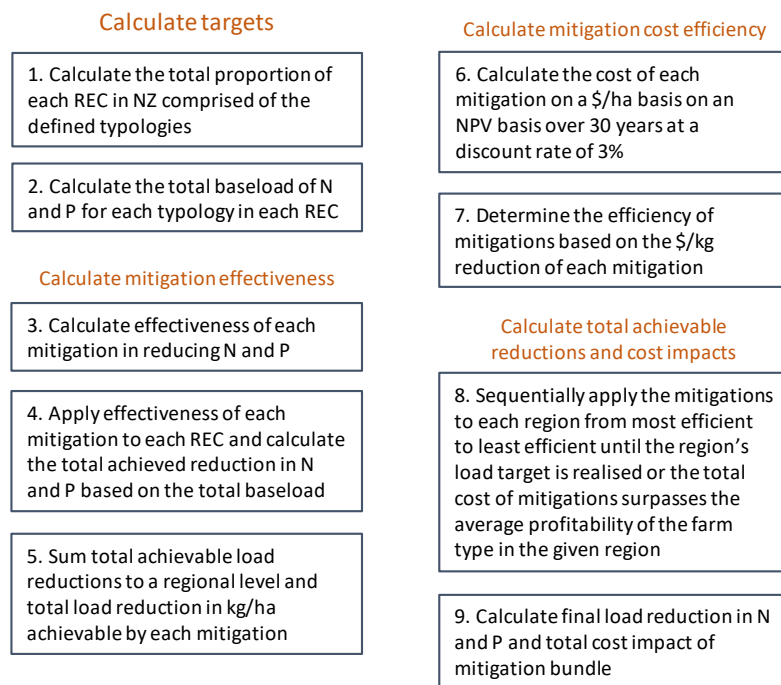 Calculate targets
1. Calculate the total proportion of
each REC in NZ comprised of the
defined typologies
2. Calculate the total baseload of N
and P for each typology in each REC
Calculate mitigation effectiveness
3. Calculate effectiveness of each
mitigation in reducing N and P
4. Apply effectiveness of each
mitigation to each REC and calculate
the total achieved reduction in N
and P based on the total baseload
5. Sum total achievable load
reductions to a regional level and
total load reduction in kg/ha
achievable by each mitigation
Calculate mitigation cost efficiency
6. Calculate the cost of each
mitigation on a $/ha basis on an
NPV basis over 30 years at a
discount rate of 3%
7. Determine the efficiency of
mitigations based on the $/kg
reduction of each mitigation
Calculate total achievable
reductions and cost impacts
8. Sequentially apply the mitigations
to each region from most efficient
to least efficient until the region's
load target is realised or the total
cost of mitigations surpasses the
average profitability of the farm
type in the given region
9. Calculate final load reduction in N
and P and total cost impact of
mitigation bundle